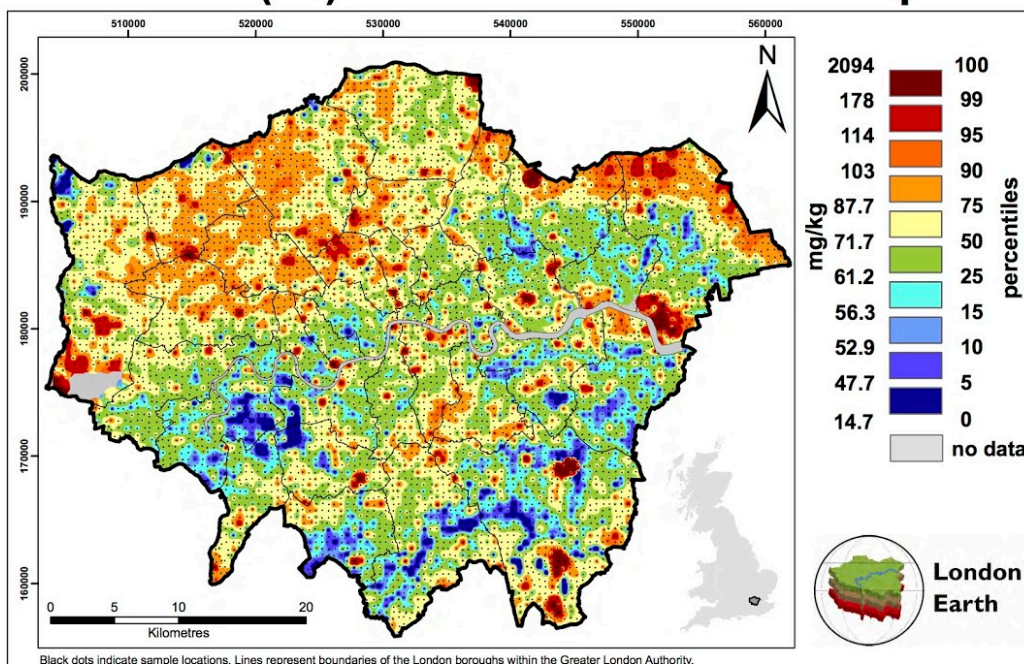 510000 520000 530000 540000 550000 560000
200000
190000
180000
170000
160000
N
2094 100
178 99
114 95
103 90
87.7 75
71.7 50
61.2 25
56.3 15
52.9 10
47.7 5
14.7 0
mg/kg
percentiles
no data
London
Earth
0 5 10 20
Kilometres
Black dots indicate sample locations. Lines represent boundaries of the London boroughs within the Greater London Authority.